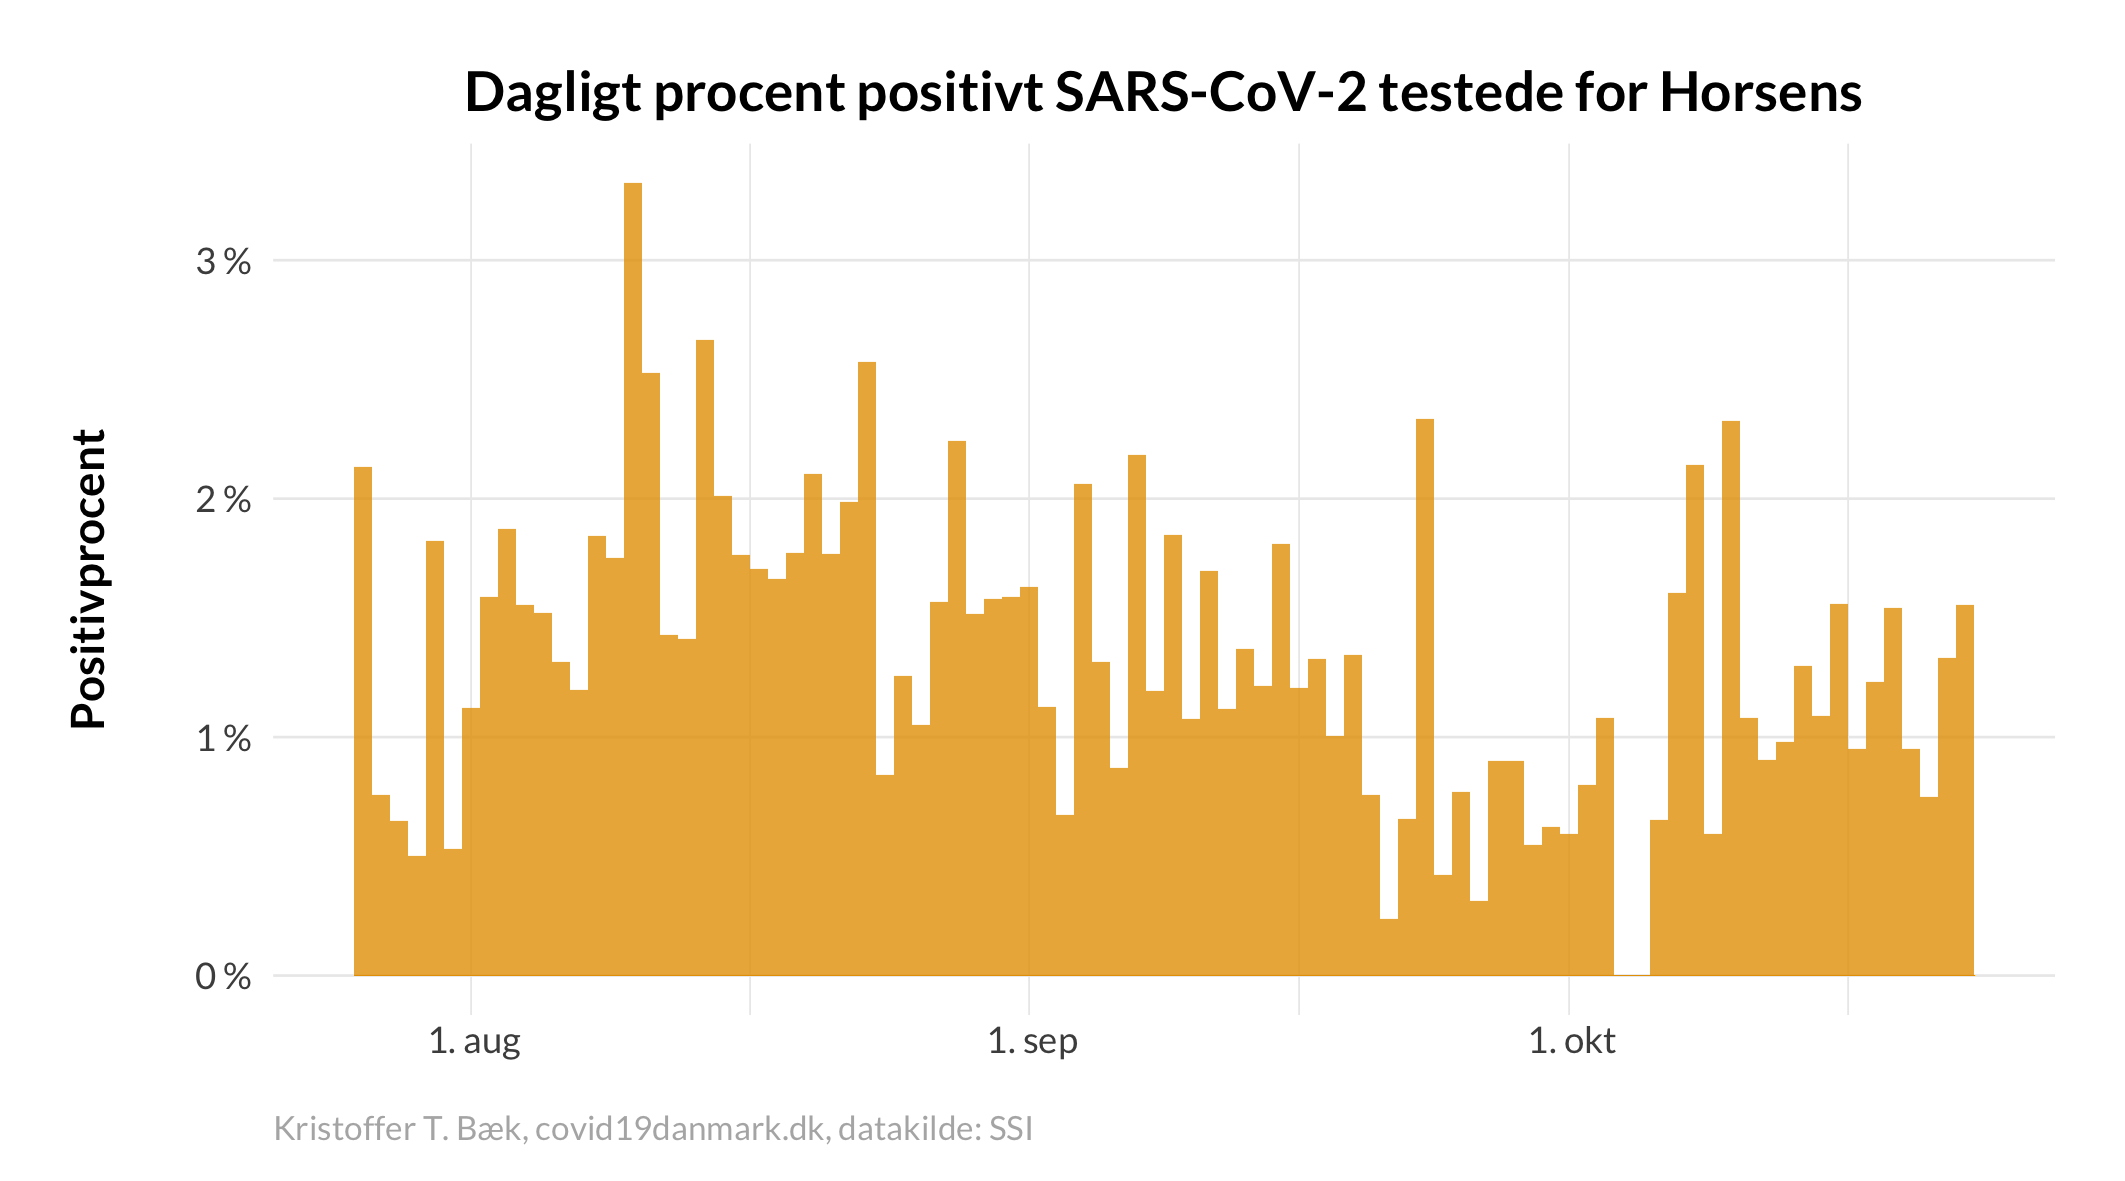 Dagligt procent positivt SARS-CoV-2 testede for Horsens
Positivprocent
3 %
2 %
1 %
0 %
1. aug
1. sep
1. okt
Kristoffer T. Bæk, covid19danmark.dk, datakilde: SSI